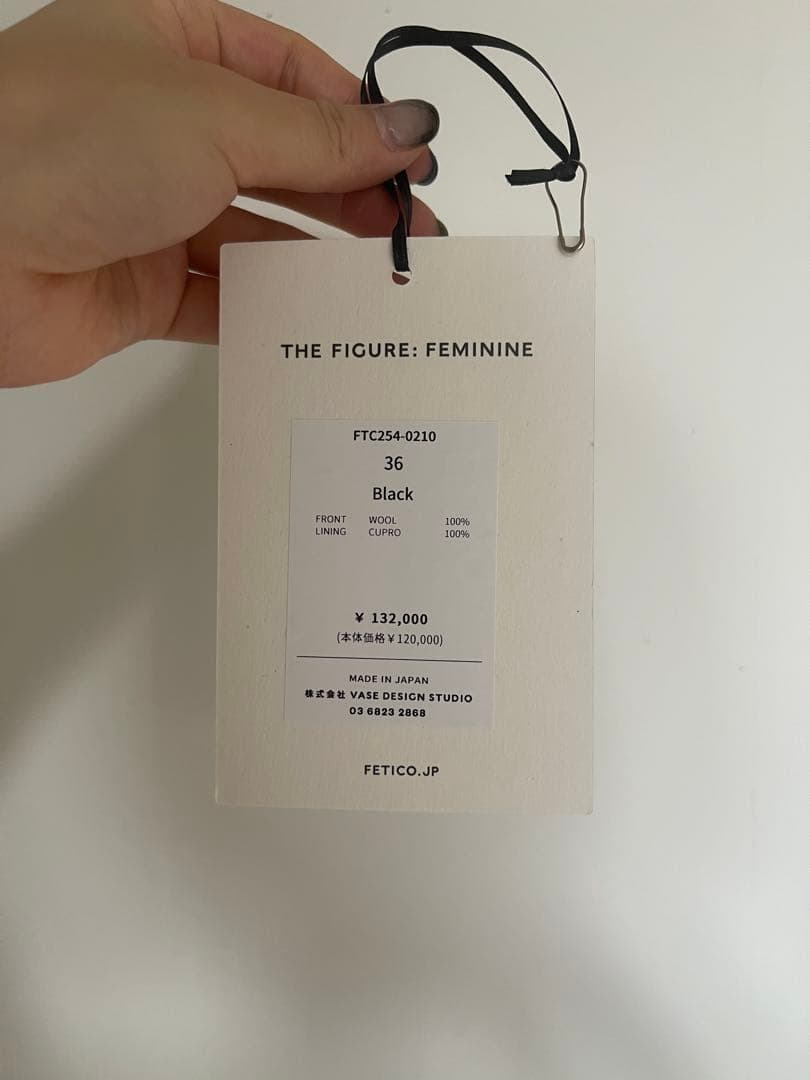 THE FIGURE: FEMININE
FTC254-0210
36
Black
FRONT WOOL 100%
LINING CUPRO 100%
¥ 132,000
(本体価格¥120,000)
MADE IN JAPAN
株式会社 VASE DESIGN STUDIO
03 6823 2868
FETICO.JP